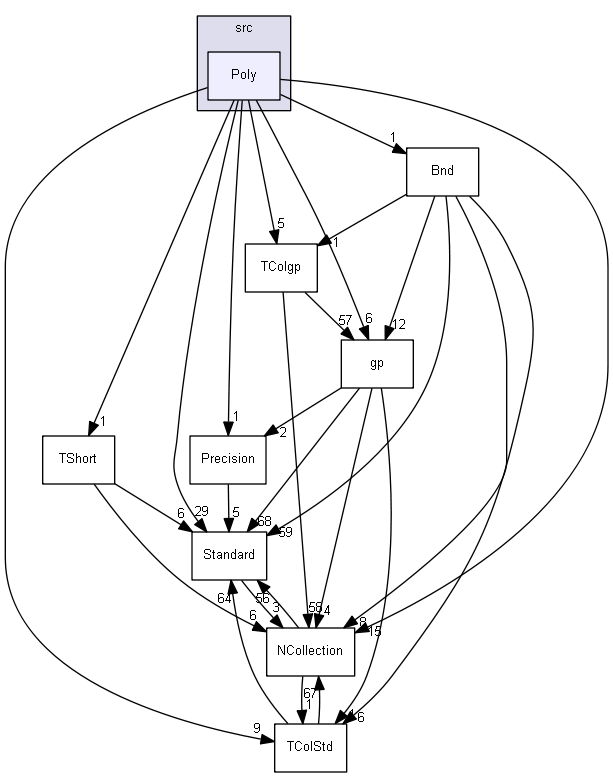 src
Poly
1
Bnd
5
1
TColgp
57
6
12
gp
1
1
2
TShort
Precision
6
29
5
68
59
Standard
64
56
3
6
58
4
8
15
NCollection
67
1
6
9
TColStd